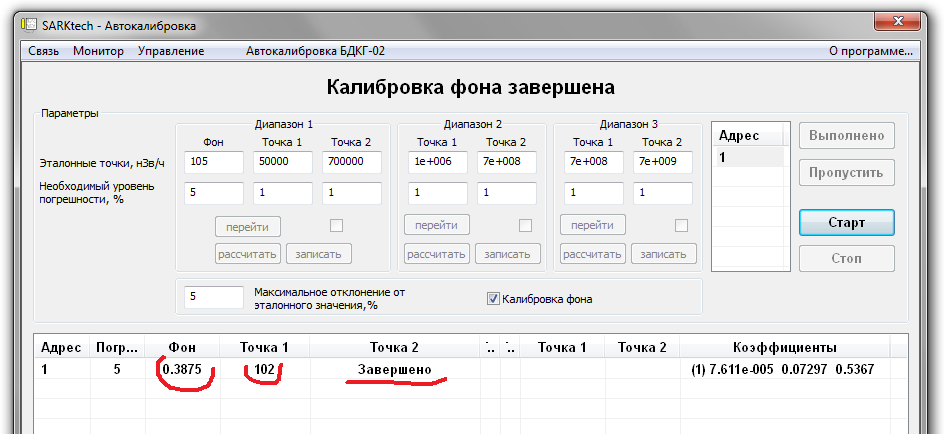 SARKtech - Автокалибровка
Связь Монитор Управление Автокалибровка БДКГ-02 О программе...
Калибровка фона завершена
Параметры
Диапазон 1 Диапазон 2 Диапазон 3
Фон Точка 1 Точка 2 Точка 1 Точка 2 Точка 1 Точка 2
Эталонные точки, нЗв/ч 105 50000 700000 1e+006 7e+008 7e+008 7e+009
Необходимый уровень
погрешности, % 5 1 1 1 1 1 1
перейти перейти перейти
рассчитать записать рассчитать записать рассчитать записать
5 Максимальное отклонение от
эталонного значения,%
Калибровка фона
Адрес
1
Выполнено
Пропустить
Старт
Стоп
Адрес Погр... Фон Точка 1 Точка 2 .. .. Точка 1 Точка 2 Коэффициенты
1 5 0.3875 102 Завершено (1) 7.611e-005 0.07297 0.5367